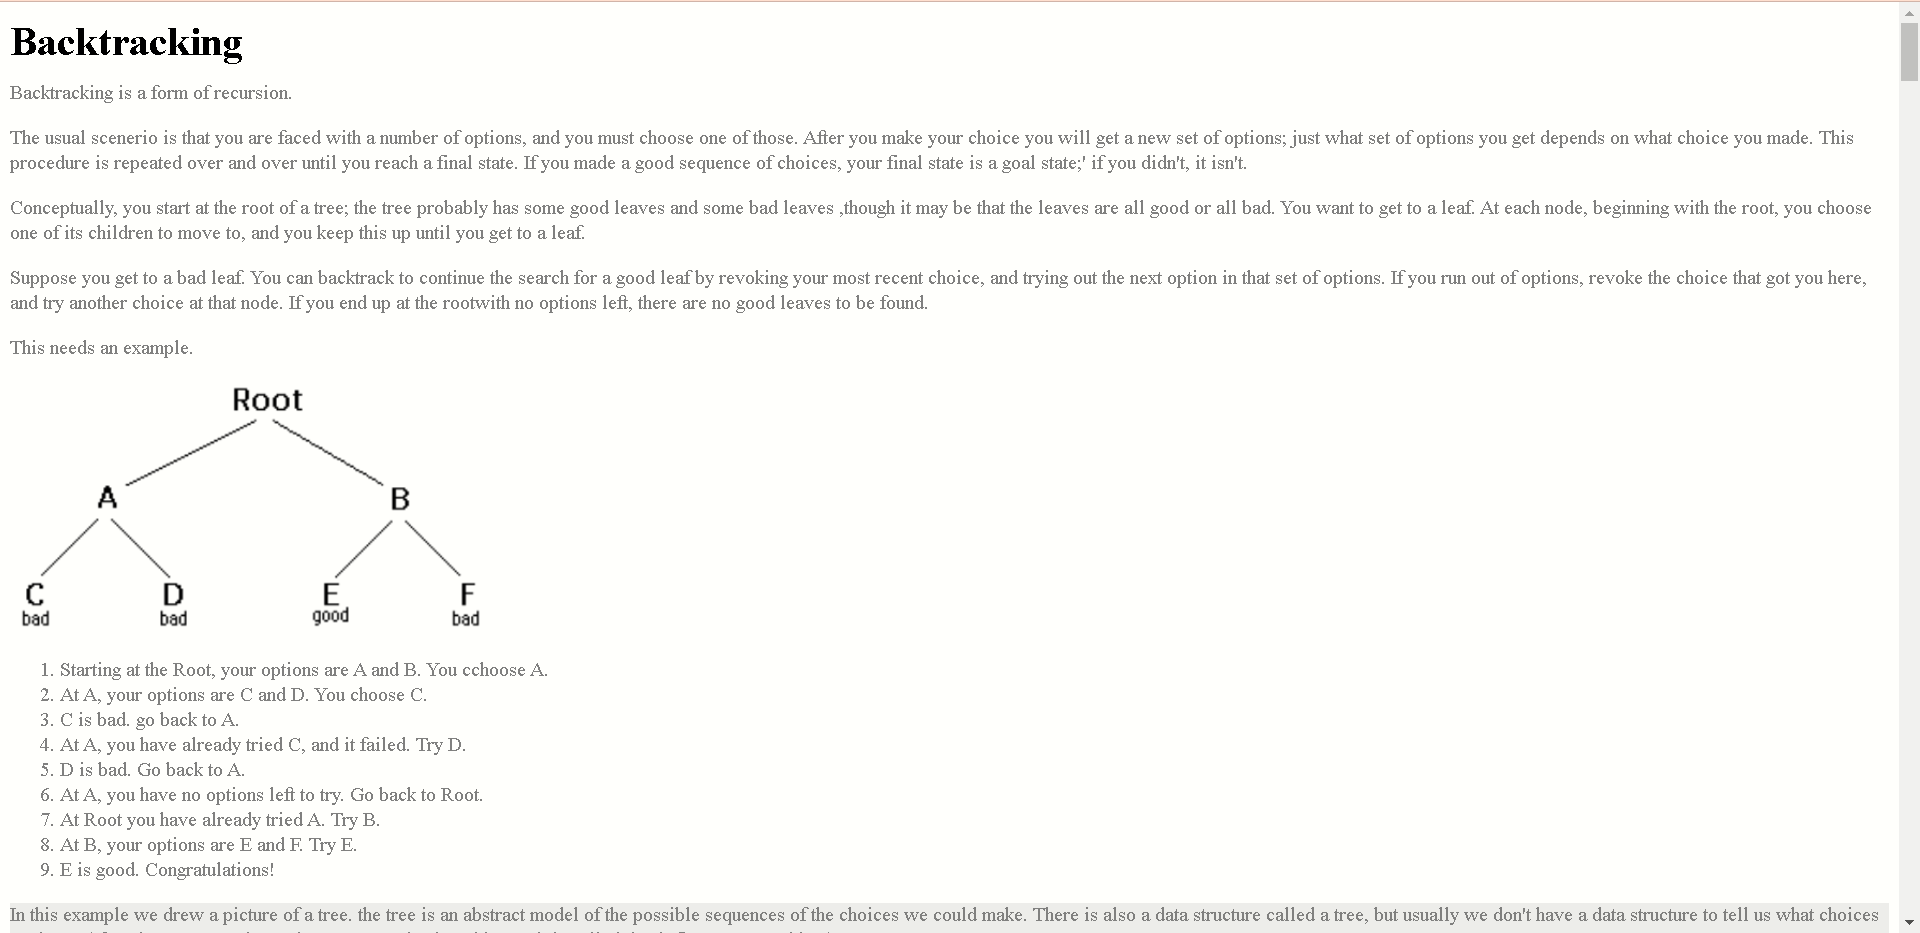 Backtracking
Backtracking is a form of recursion.
The usual scenerio is that you are faced with a number of options, and you must choose one of those. After you make your choice you will get a new set of options; just what set of options you get depends on what choice you made. This
procedure is repeated over and over until you reach a final state. If you made a good sequence of choices, your final state is a goal state;' if you didn't, it isn't.
Conceptually, you start at the root of a tree; the tree probably has some good leaves and some bad leaves ,though it may be that the leaves are all good or all bad. You want to get to a leaf. At each node, beginning with the root, you choose
one of its children to move to, and you keep this up until you get to a leaf.
Suppose you get to a bad leaf. You can backtrack to continue the search for a good leaf by revoking your most recent choice, and trying out the next option in that set of options. If you run out of options, revoke the choice that got you here,
and try another choice at that node. If you end up at the rootwith no options left, there are no good leaves to be found.
This needs an example.
Root
A B
C D E F
bad bad good bad
1. Starting at the Root, your options are A and B. You cchoose A.
2. At A, your options are C and D. You choose C.
3. C is bad. go back to A.
4. At A, you have already tried C, and it failed. Try D.
5. D is bad. Go back to A.
6. At A, you have no options left to try. Go back to Root.
7. At Root you have already tried A. Try B.
8. At B, your options are E and F. Try E.
9. E is good. Congratulations!
In this example we drew a picture of a tree. the tree is an abstract model of the possible sequences of the choices we could make. There is also a data structure called a tree, but usually we don't have a data structure to tell us what choices